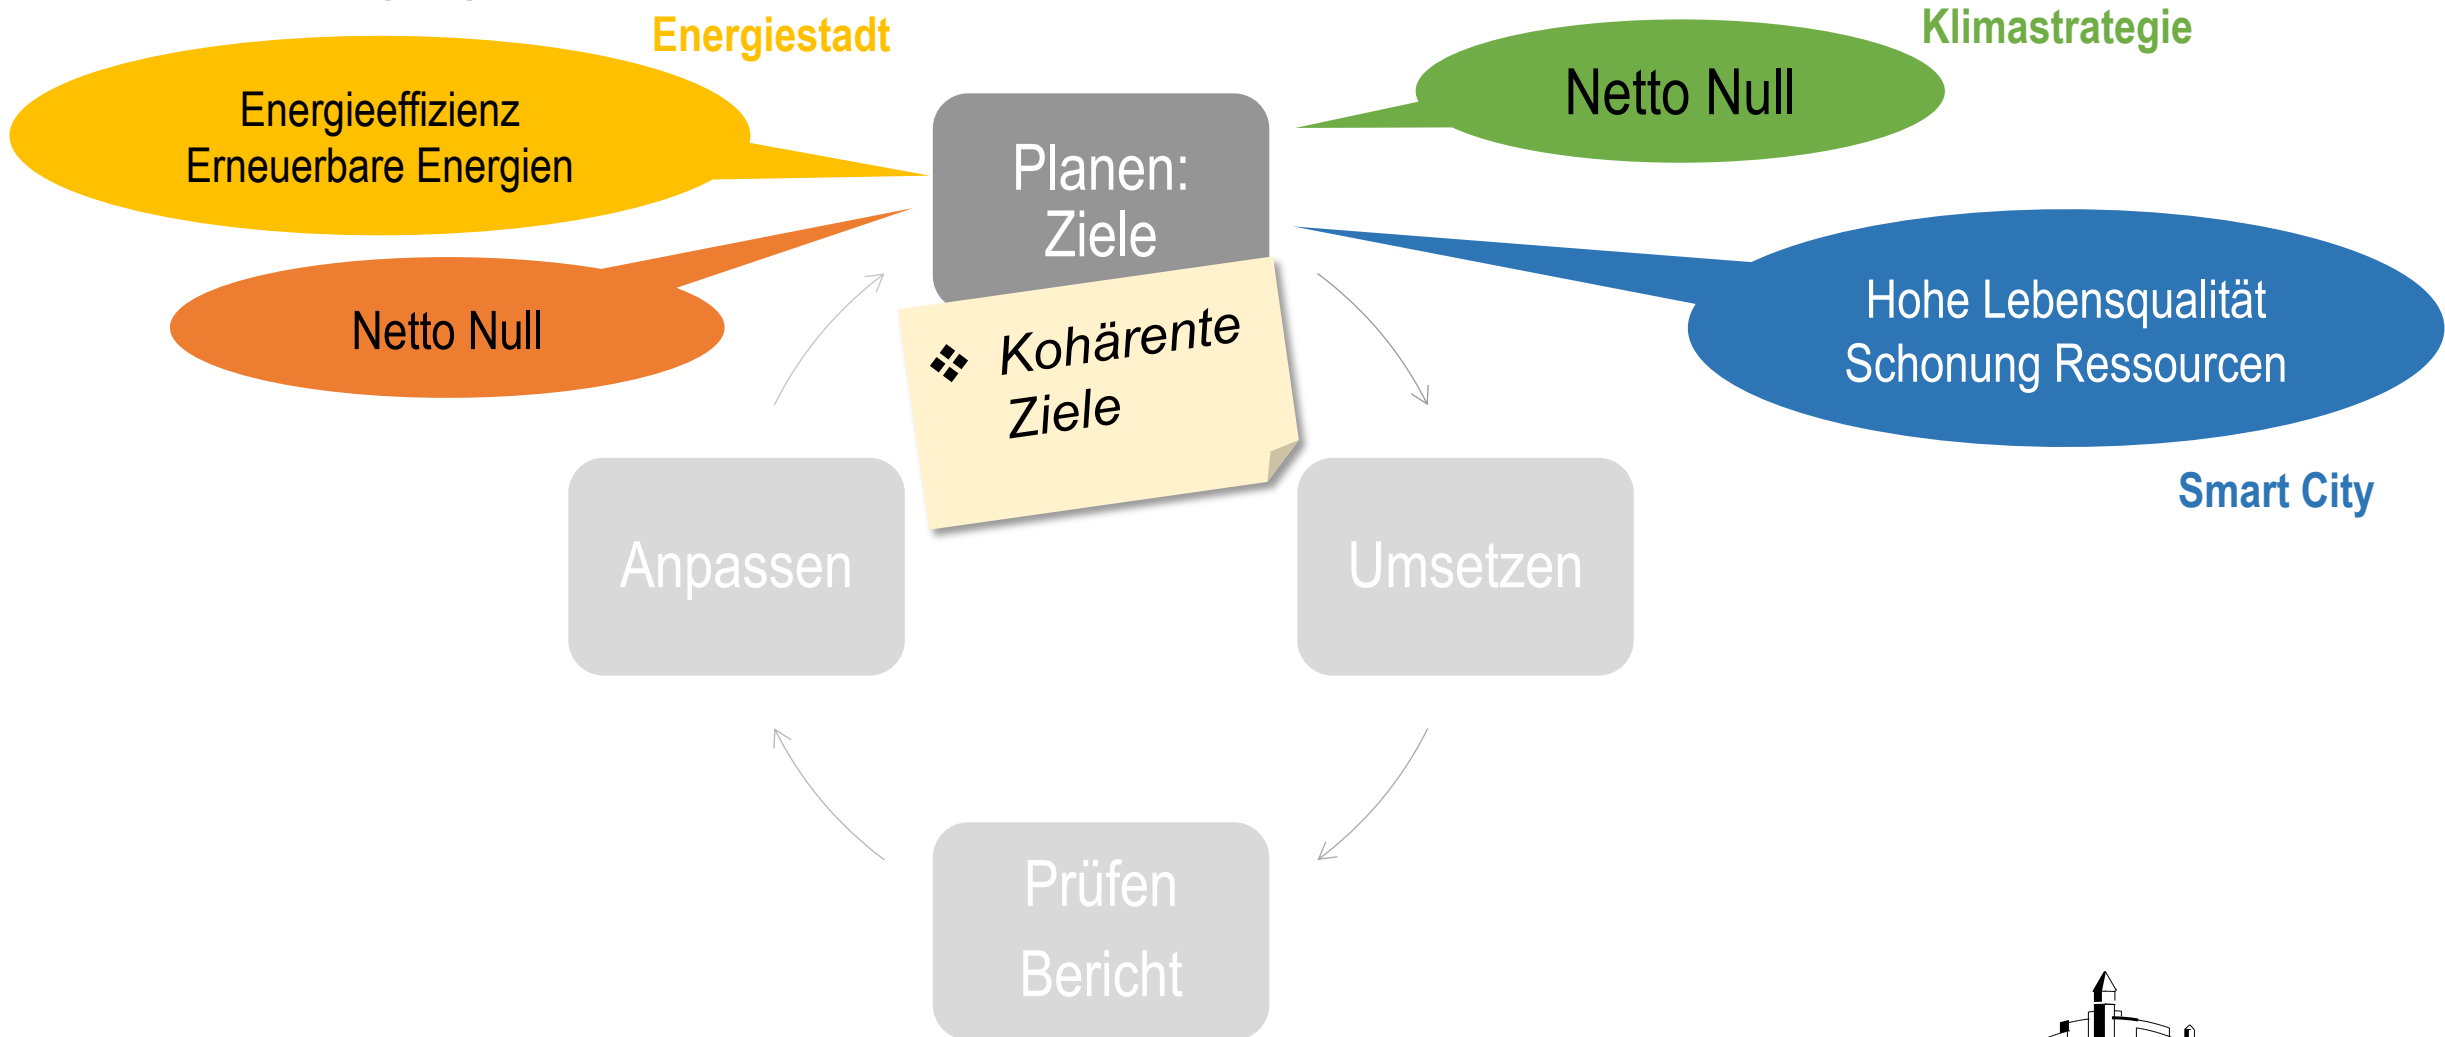 Energiestadt
Klimastrategie
Energieeffizienz
Erneuerbare Energien
Netto Null
Planen:
Ziele
Netto Null
Hohe Lebensqualität
Schonung Ressourcen
❖ Kohärente
Ziele
Smart City
Anpassen
Umsetzen
Prüfen
Bericht